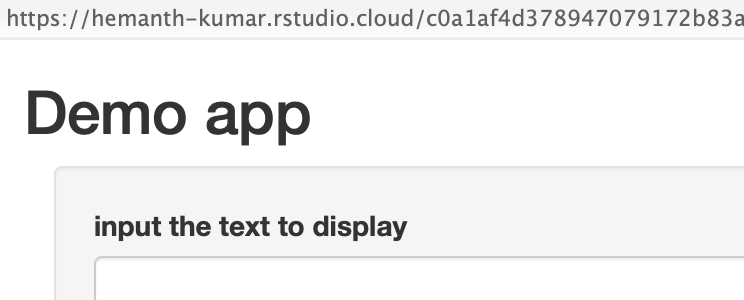 https://hemanth-kumar.rstudio.cloud/c0a1af4d378947079172b83a
Demo app
input the text to display